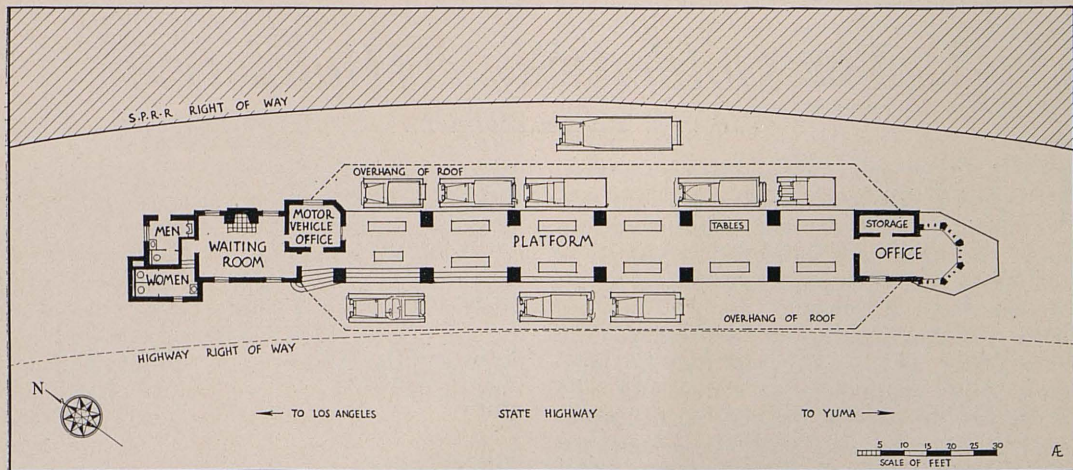 S.P.R-R RIGHT OF WAY
OVERHANG OF ROOF
MEN
WAITING
ROOM
MOTOR
VEHICLE
OFFICE
PLATFORM
TABLES
STORAGE
OFFICE
WOMEN
OVERHANG OF ROOF
HIGHWAY RIGHT OF WAY
N
TO LOS ANGELES
STATE HIGHWAY
TO YUMA
5 10 15 20 25 30
SCALE OF FEET
Æ